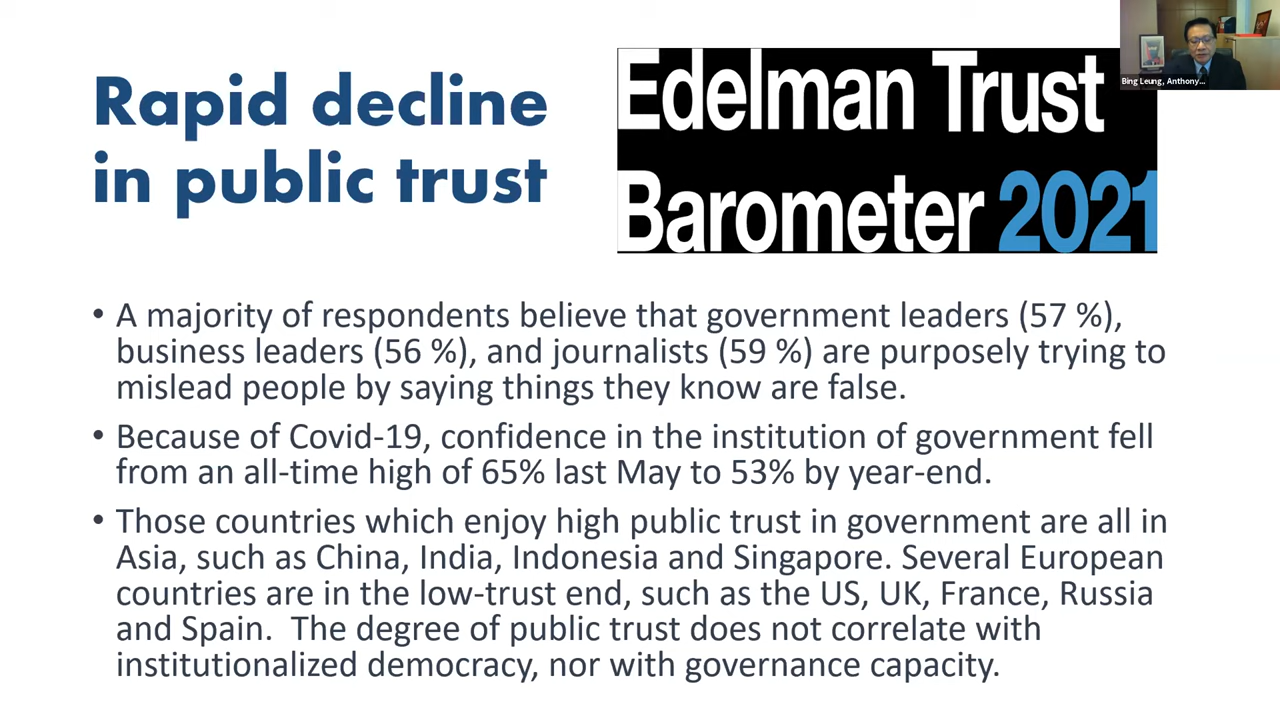 Rapid decline
in public trust
Edelman Trust
Barometer 2021
Bing Leung, Anthony...
• A majority of respondents believe that government leaders (57 %),
business leaders (56 %), and journalists (59 %) are purposely trying to
mislead people by saying things they know are false.
• Because of Covid-19, confidence in the institution of government fell
from an all-time high of 65% last May to 53% by year-end.
• Those countries which enjoy high public trust in government are all in
Asia, such as China, India, Indonesia and Singapore. Several European
countries are in the low-trust end, such as the US, UK, France, Russia
and Spain.  The degree of public trust does not correlate with
institutionalized democracy, nor with governance capacity.